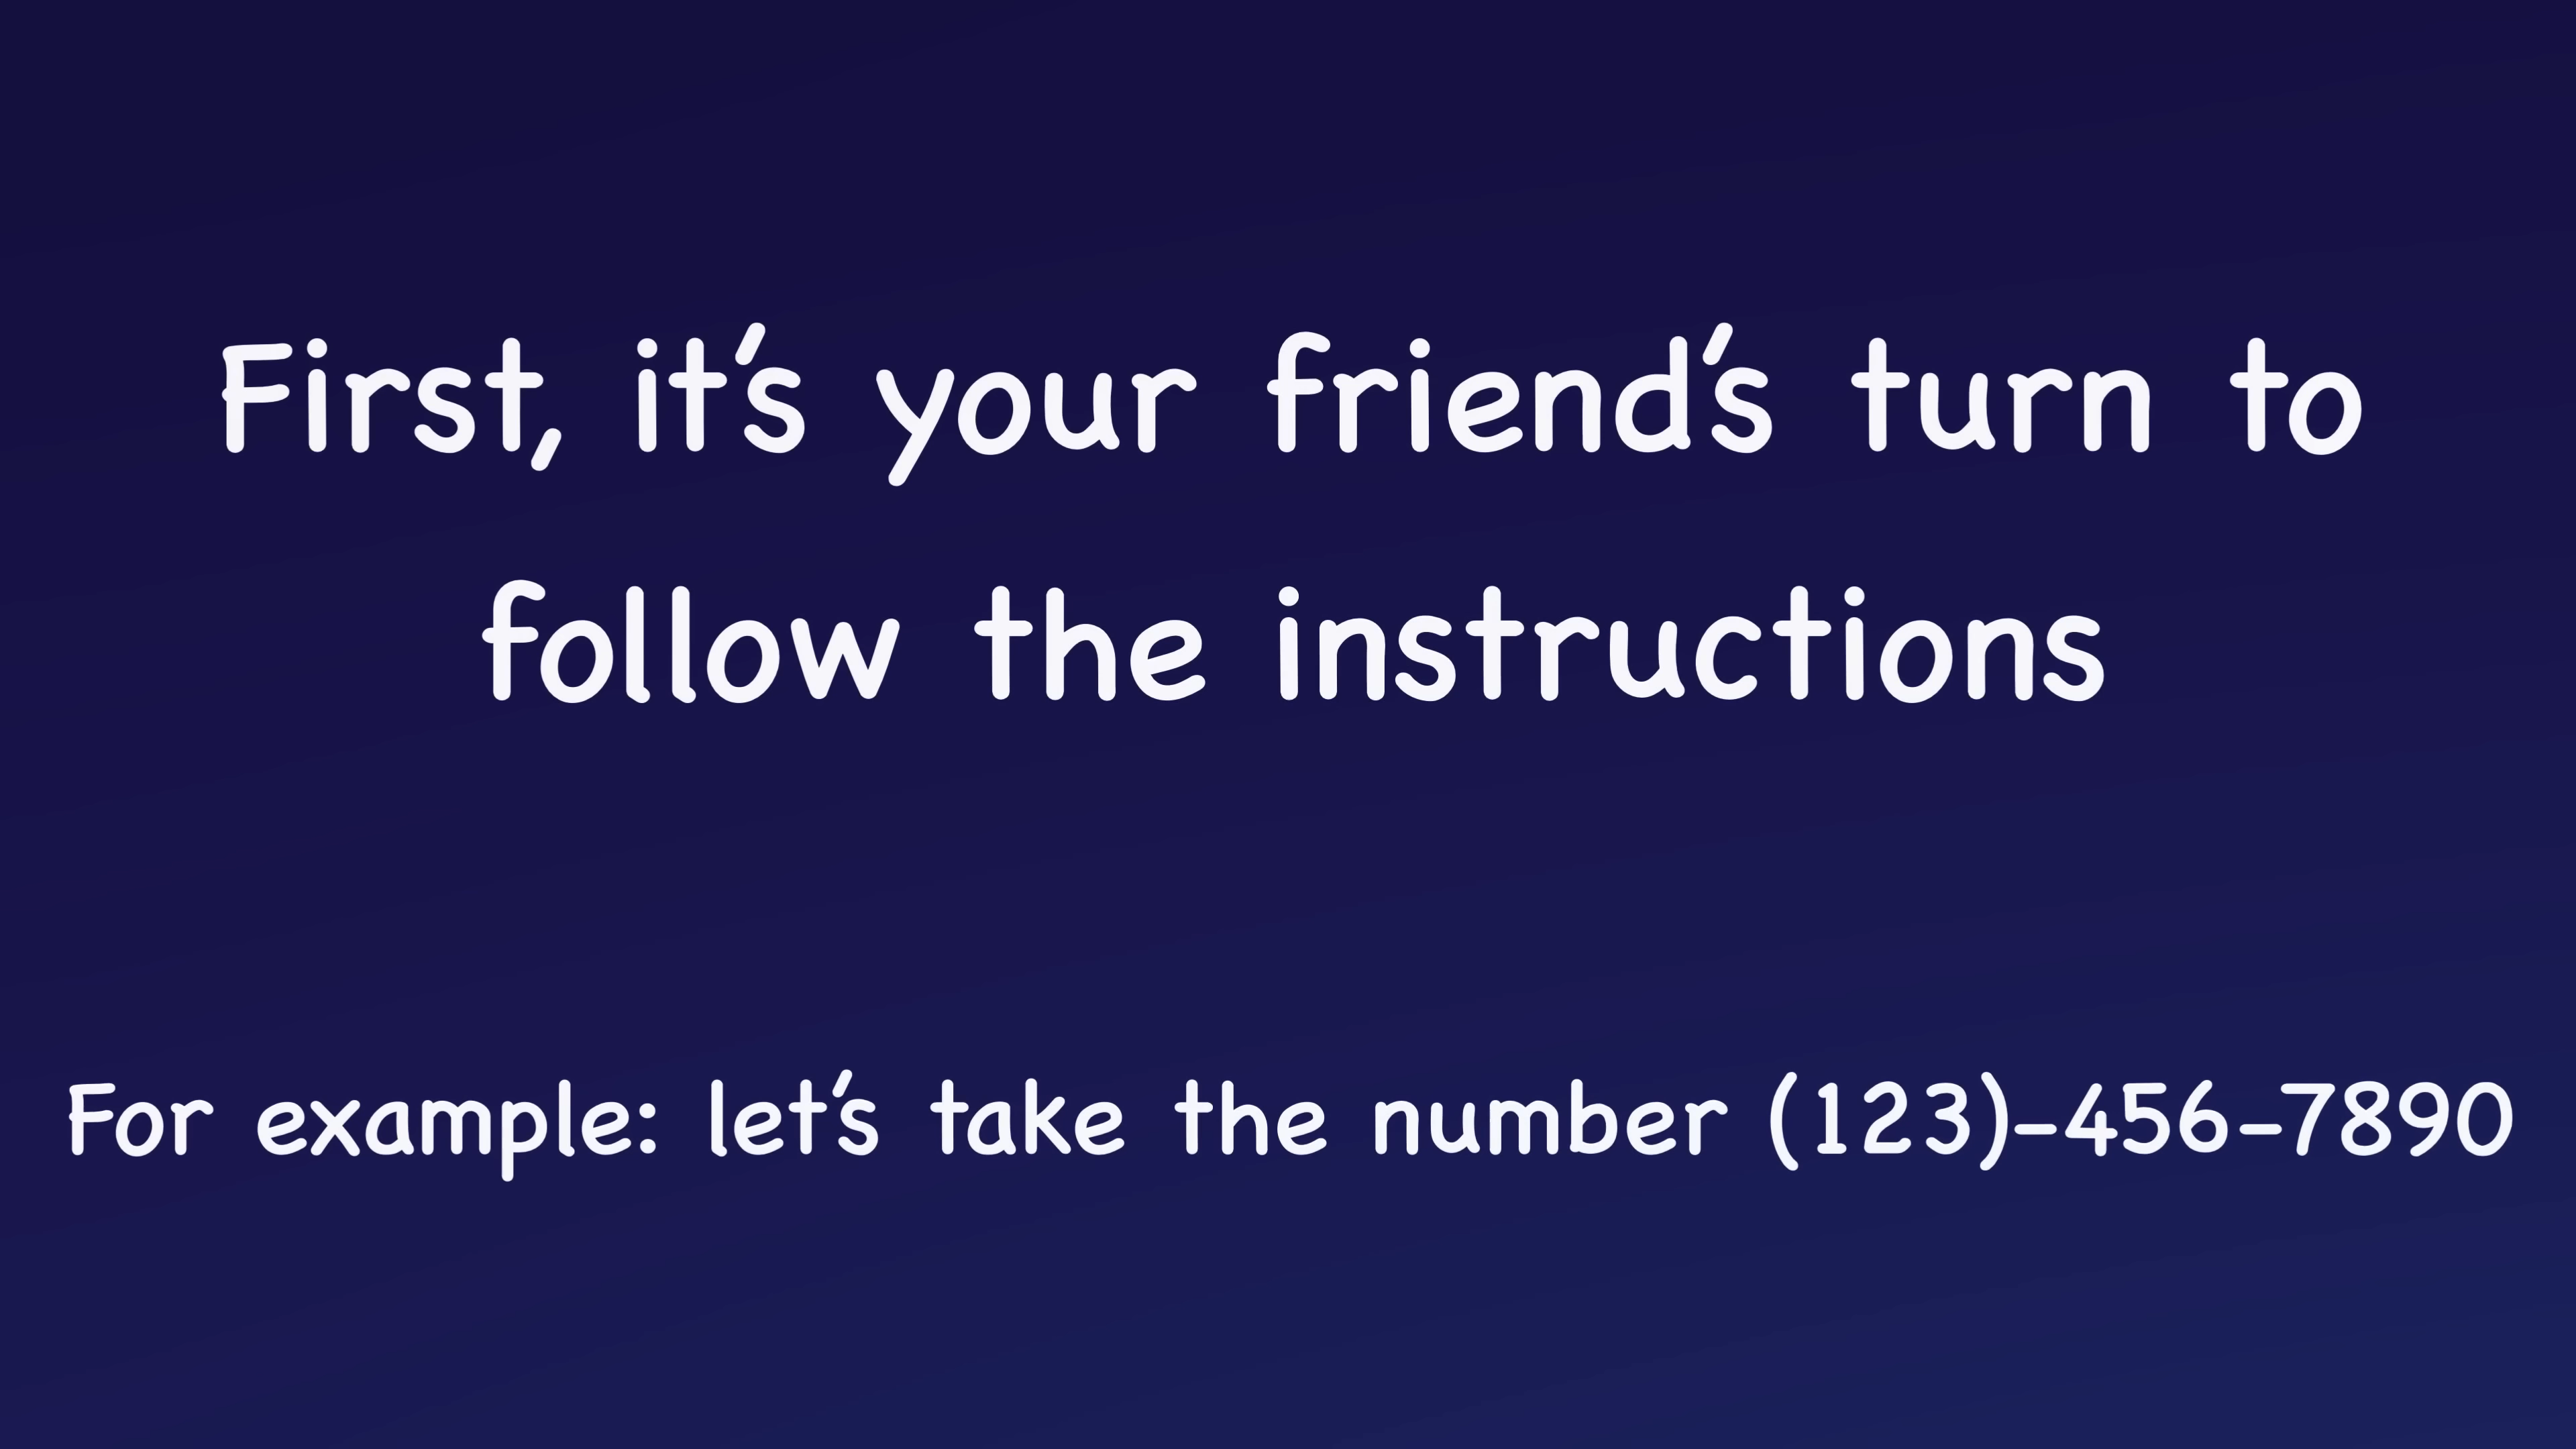 First, it's your friend's turn to
follow the instructions
For example: let's take the number (123)-456-7890